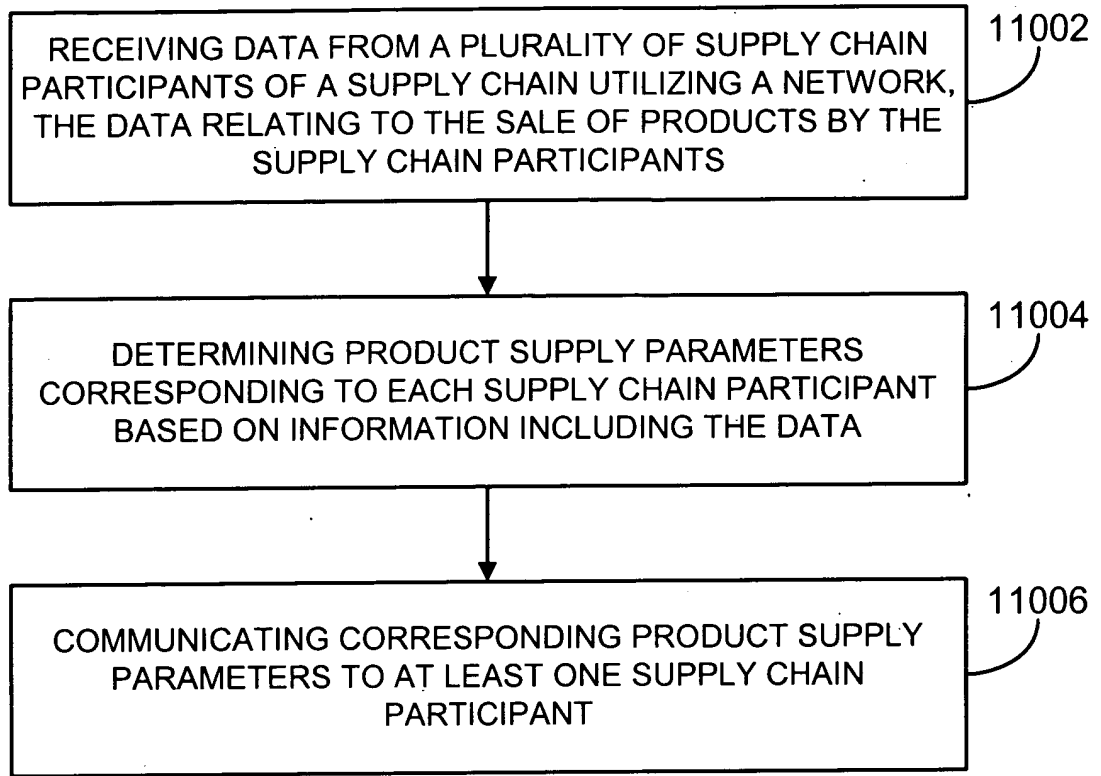 RECEIVING DATA FROM A PLURALITY OF SUPPLY CHAIN
PARTICIPANTS OF A SUPPLY CHAIN UTILIZING A NETWORK,
THE DATA RELATING TO THE SALE OF PRODUCTS BY THE
SUPPLY CHAIN PARTICIPANTS
11002
DETERMINING PRODUCT SUPPLY PARAMETERS
CORRESPONDING TO EACH SUPPLY CHAIN PARTICIPANT
BASED ON INFORMATION INCLUDING THE DATA
11004
COMMUNICATING CORRESPONDING PRODUCT SUPPLY
PARAMETERS TO AT LEAST ONE SUPPLY CHAIN
PARTICIPANT
11006